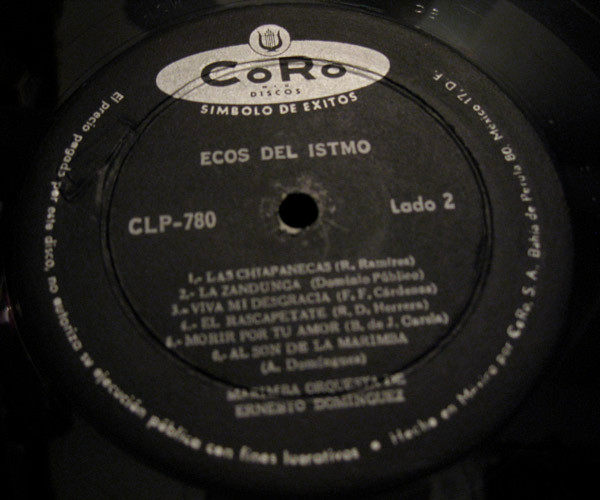 CoRo
DISCOS
SIMBOLO DE EXITOS
ECOS DEL ISTMO
CLP-780
Lado 2
1.- LAS CHIAPANECAS (R. Ramírez)
2.- LA ZANDUNGA (Dominio Público)
3.- VIVA MI DESGRACIA (F. F. Cárdenas)
4.- EL RASCAPETATE (R. D. Herrera)
5.- MORIR POR TU AMOR (B. de J. García)
6.- AL SON DE LA MARIMBA
(A. Domínguez)
MARIMBA ORQUESTA DE
ERNESTO DOMINGUEZ
El precio pagado por este disco, no autoriza su ejecución pública con fines lucrativos • Hecho en México por CoRo, S. A. Bahía de Perula 80, México 17, D. F.